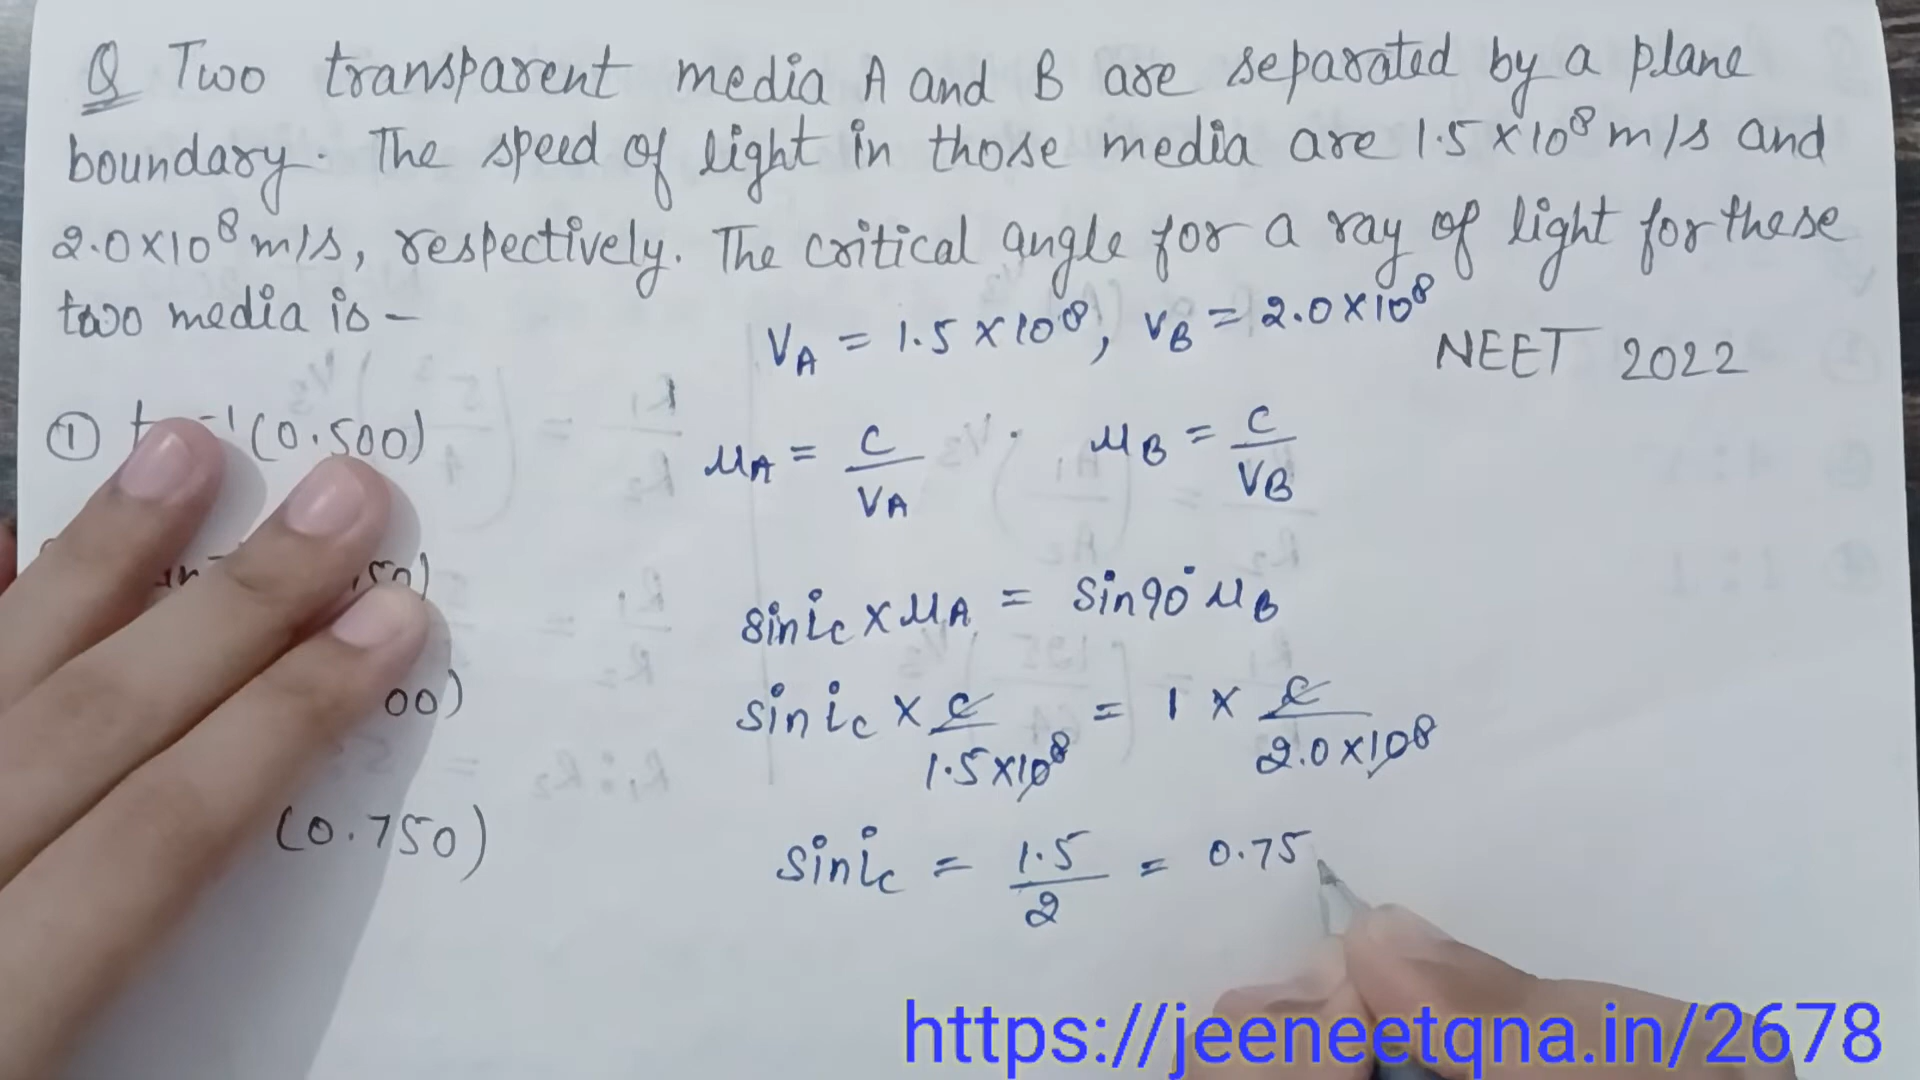 Q Two transparent media A and B are separated by a plane
boundary. The speed of light in those media are 1.5 × 10⁸ m/s and
2.0 × 10⁸ m/s, respectively. The critical angle for a ray of light for these
two media is –
V_A = 1.5 × 10⁸, V_B = 2.0 × 10⁸
NEET 2022
① ⁻¹(0.500)
μ_A = C / V_A
μ_B = C / V_B
sin i_c × μ_A = sin 90° μ_B
00)
sin i_c × C / 1.5 × 10⁸ = 1 × C / 2.0 × 10⁸
(0.750)
sin i_c = 1.5 / 2 = 0.75
https://jeeneetqna.in/2678